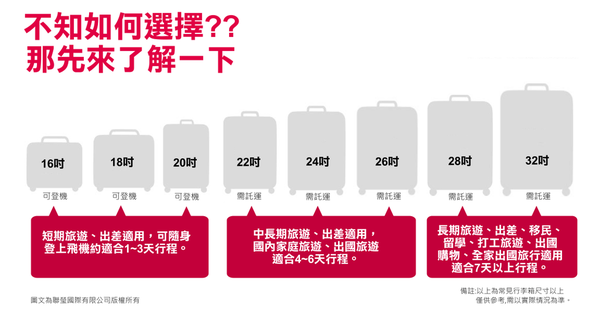 不知如何選擇??
那先來了解一下
16吋
18吋
20吋
22吋
24吋
26吋
28吋
32吋
可登機
可登機
可登機
需託運
需託運
需託運
需託運
需託運
短期旅遊、出差適用，可隨身
登上飛機約適合1~3天行程。
中長期旅遊、出差適用，
國內家庭旅遊、出國旅遊
適合4~6天行程。
長期旅遊、出差、移民、
留學、打工旅遊、出國
購物、全家出國旅行適用
適合7天以上行程。
圖文為聯螢國際有限公司版權所有
備註:以上為常見行李箱尺寸以上
僅供參考,需以實際情況為準。